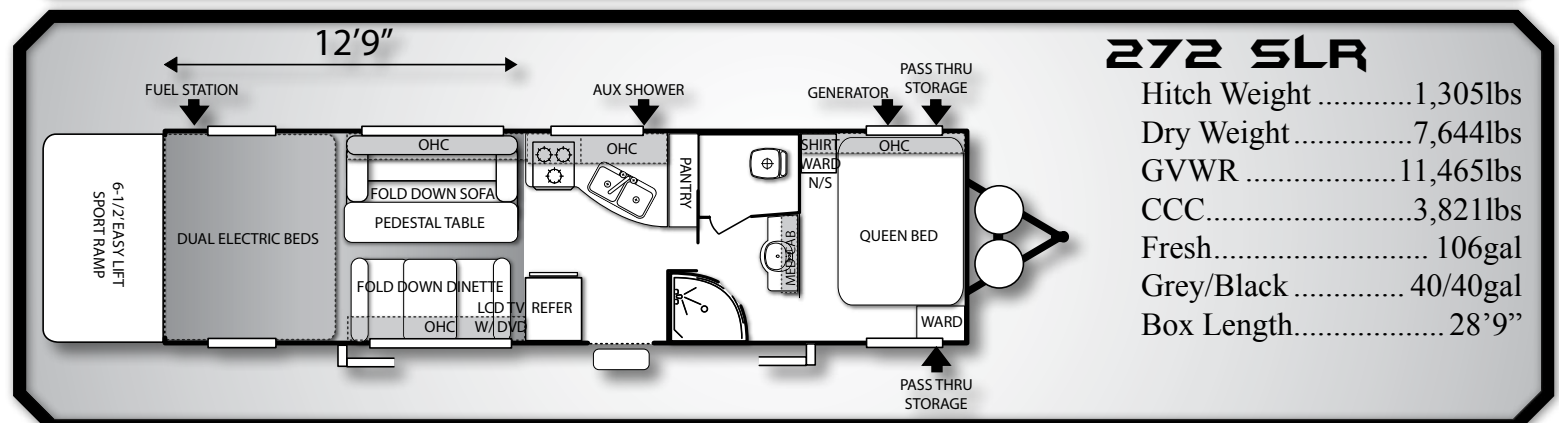 12’9”
FUEL STATION
AUX SHOWER
GENERATOR
PASS THRU
STORAGE
6-1/2’ EASY LIFT
SPORT RAMP
DUAL ELECTRIC BEDS
OHC
FOLD DOWN SOFA
PEDESTAL TABLE
FOLD DOWN DINETTE
LCD TV
W/ DVD
OHC
OHC
PANTRY
REFER
MED CAB
SHIRT
WARD
N/S
OHC
QUEEN BED
WARD
PASS THRU
STORAGE
272 SLR
Hitch Weight ............1,305lbs
Dry Weight...............7,644lbs
GVWR ...................11,465lbs
CCC..........................3,821lbs
Fresh........................... 106gal
Grey/Black ............. 40/40gal
Box Length.................... 28’9”